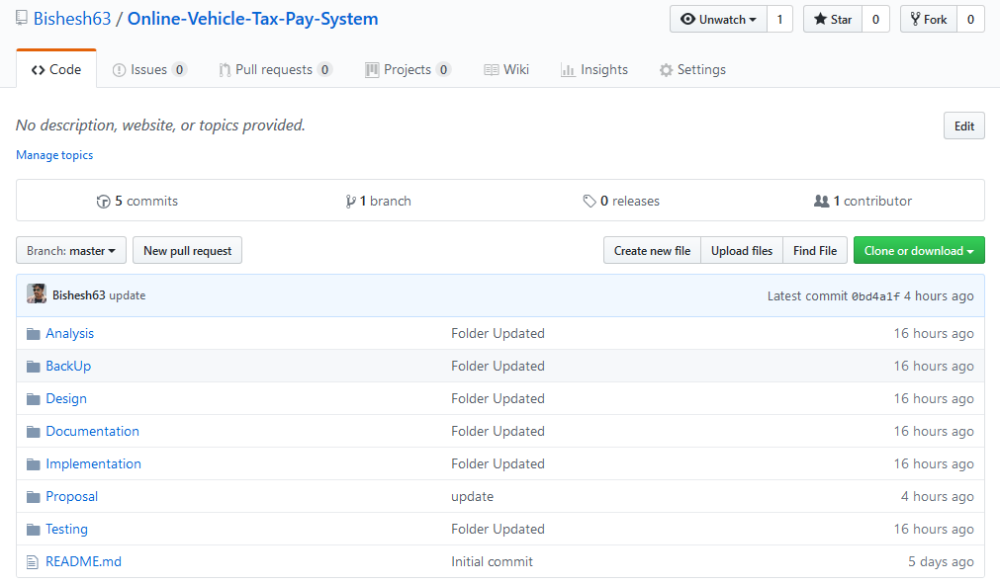 Bishesh63 / Online-Vehicle-Tax-Pay-System Unwatch 1 Star 0 Fork 0
Code Issues 0 Pull requests 0 Projects 0 Wiki Insights Settings
No description, website, or topics provided. Edit
Manage topics
5 commits 1 branch 0 releases 1 contributor
Branch: master New pull request Create new file Upload files Find File Clone or download
Bishesh63 update Latest commit 0bd4a1f 4 hours ago
Analysis Folder Updated 16 hours ago
BackUp Folder Updated 16 hours ago
Design Folder Updated 16 hours ago
Documentation Folder Updated 16 hours ago
Implementation Folder Updated 16 hours ago
Proposal update 4 hours ago
Testing Folder Updated 16 hours ago
README.md Initial commit 5 days ago